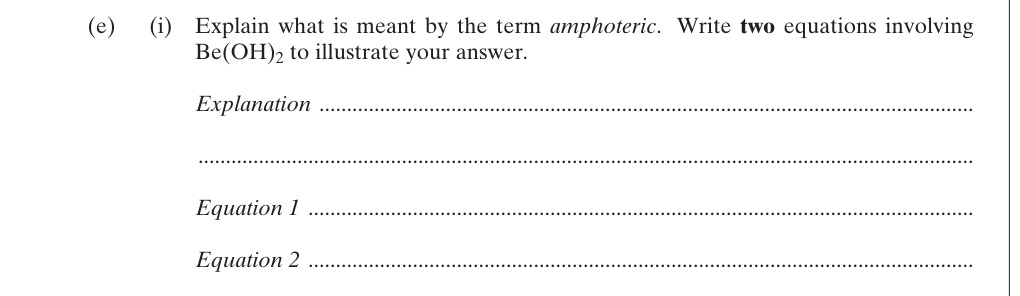 (e) (i) Explain what is meant by the term amphoteric. Write two equations involving
Be(OH)₂ to illustrate your answer.
Explanation ..........................................................................................................................
................................................................................................................................................
Equation 1 ............................................................................................................................
Equation 2 ............................................................................................................................